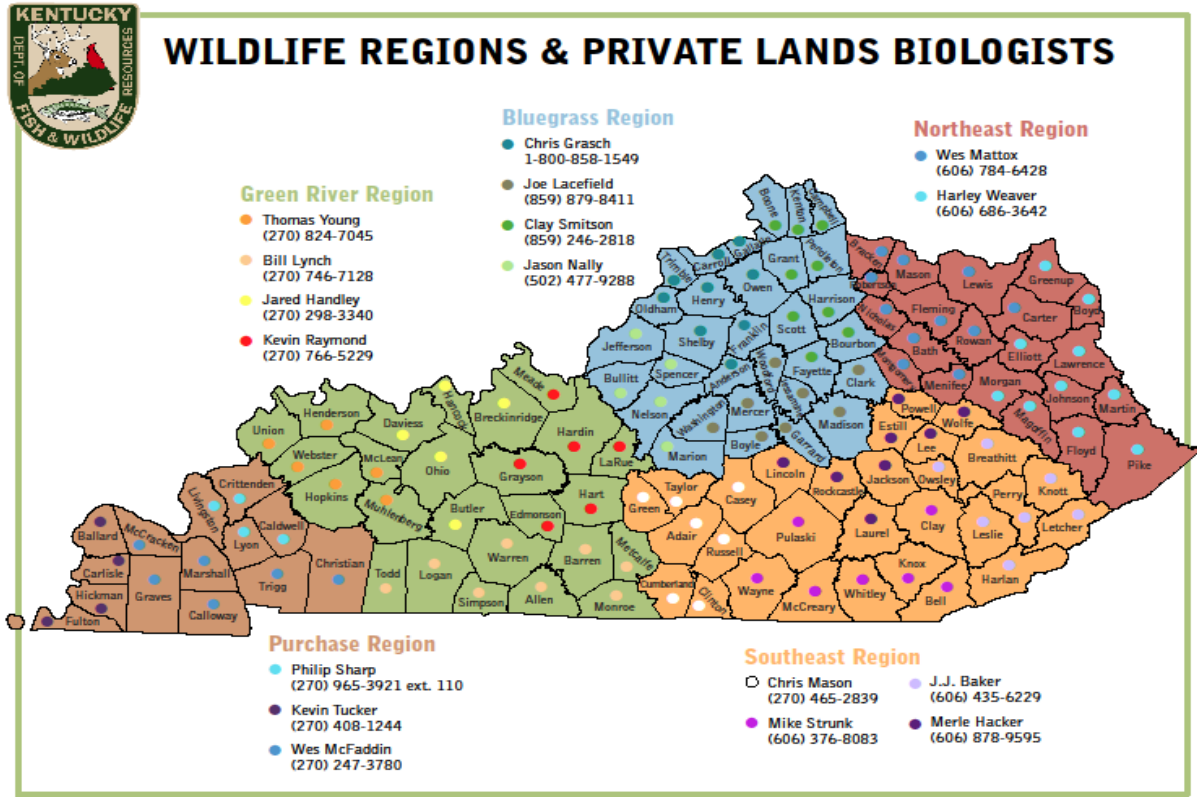 KENTUCKY
DEPT. OF
FISH & WILDLIFE
RESOURCES
WILDLIFE REGIONS & PRIVATE LANDS BIOLOGISTS
Bluegrass Region
Chris Grasch
1-800-858-1549
Joe Lacefield
(859) 879-8411
Clay Smitson
(859) 246-2818
Jason Nally
(502) 477-9288
Northeast Region
Wes Mattox
(606) 784-6428
Harley Weaver
(606) 686-3642
Green River Region
Thomas Young
(270) 824-7045
Bill Lynch
(270) 746-7128
Jared Handley
(270) 298-3340
Kevin Raymond
(270) 766-5229
Boone
Kenton
Campbell
Gallatin
Carroll
Trimble
Grant
Pendleton
Owen
Henry
Oldham
Harrison
Scott
Franklin
Shelby
Jefferson
Bourbon
Spencer
Anderson
Woodford
Fayette
Clark
Bullitt
Nelson
Washington
Mercer
Jessamine
Madison
Boyle
Garrard
Marion
Bracken
Mason
Robertson
Lewis
Greenup
Nicholas
Fleming
Carter
Boyd
Rowan
Bath
Elliott
Lawrence
Montgomery
Menifee
Morgan
Johnson
Martin
Magoffin
Floyd
Pike
Meade
Hancock
Breckinridge
Henderson
Daviess
Union
Webster
McLean
Ohio
Hardin
LaRue
Grayson
Hopkins
Muhlenberg
Butler
Edmonson
Hart
Warren
Barren
Metcalfe
Todd
Logan
Simpson
Allen
Monroe
Crittenden
Livingston
Caldwell
Lyon
Ballard
McCracken
Carlisle
Marshall
Trigg
Christian
Hickman
Graves
Calloway
Fulton
Powell
Estill
Wolfe
Lee
Breathitt
Lincoln
Rockcastle
Jackson
Owsley
Perry
Knott
Taylor
Green
Casey
Adair
Russell
Pulaski
Laurel
Clay
Leslie
Letcher
Cumberland
Clinton
Wayne
McCreary
Whitley
Knox
Bell
Harlan
Purchase Region
Philip Sharp
(270) 965-3921 ext. 110
Kevin Tucker
(270) 408-1244
Wes McFaddin
(270) 247-3780
Southeast Region
Chris Mason
(270) 465-2839
Mike Strunk
(606) 376-8083
J.J. Baker
(606) 435-6229
Merle Hacker
(606) 878-9595